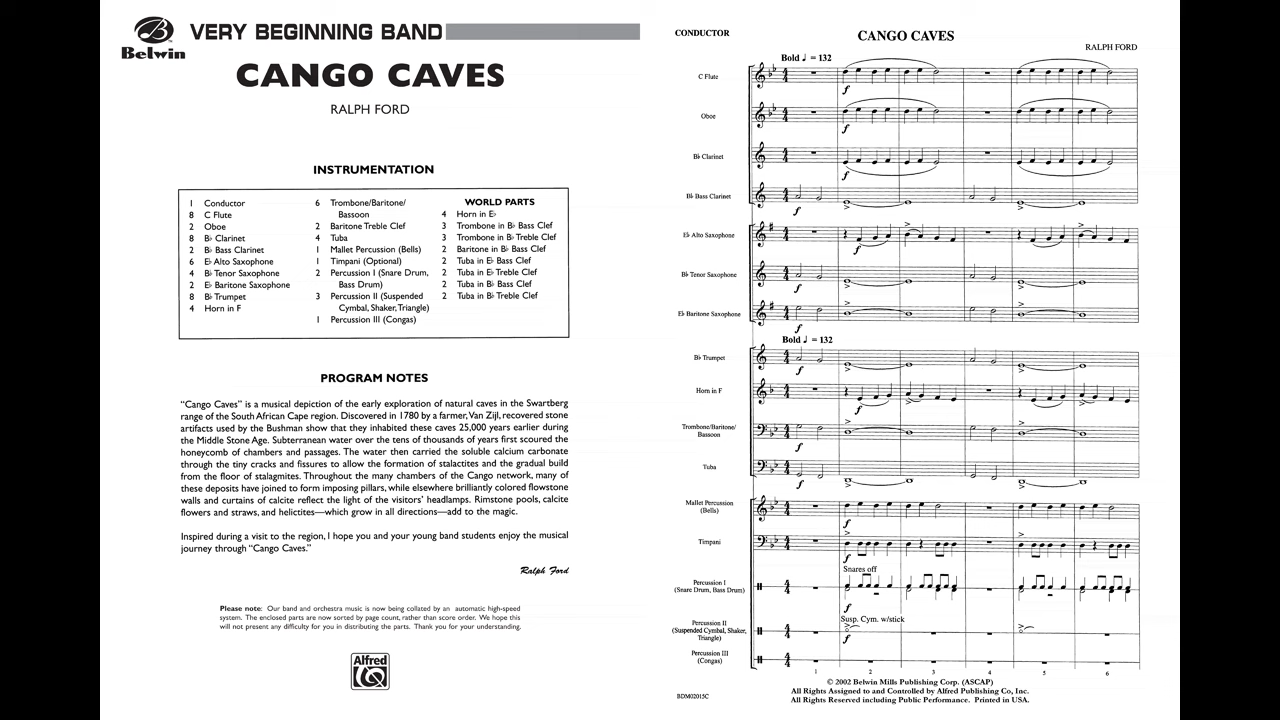 Belwin
VERY BEGINNING BAND
CANGO CAVES
RALPH FORD
INSTRUMENTATION
1 Conductor
8 C Flute
2 Oboe
8 B♭ Clarinet
2 B♭ Bass Clarinet
6 E♭ Alto Saxophone
4 B♭ Tenor Saxophone
2 E♭ Baritone Saxophone
8 B♭ Trumpet
4 Horn in F
6 Trombone/Baritone/
Bassoon
2 Baritone Treble Clef
4 Tuba
1 Mallet Percussion (Bells)
1 Timpani (Optional)
2 Percussion I (Snare Drum,
Bass Drum)
3 Percussion II (Suspended
Cymbal, Shaker, Triangle)
1 Percussion III (Congas)
WORLD PARTS
4 Horn in E♭
3 Trombone in B♭ Bass Clef
3 Trombone in B♭ Treble Clef
2 Baritone in B♭ Bass Clef
2 Tuba in E♭ Bass Clef
2 Tuba in E♭ Treble Clef
2 Tuba in B♭ Bass Clef
2 Tuba in B♭ Treble Clef
PROGRAM NOTES
“Cango Caves” is a musical depiction of the early exploration of natural caves in the Swartberg
range of the South African Cape region. Discovered in 1780 by a farmer, Van Zijl, recovered stone
artifacts used by the Bushman show that they inhabited these caves 25,000 years earlier during
the Middle Stone Age. Subterranean water over the tens of thousands of years first scoured the
honeycomb of chambers and passages. The water then carried the soluble calcium carbonate
through the tiny cracks and fissures to allow the formation of stalactites and the gradual build
from the floor of stalagmites. Throughout the many chambers of the Cango network, many of
these deposits have joined to form imposing pillars, while elsewhere brilliantly colored flowstone
walls and curtains of calcite reflect the light of the visitors’ headlamps. Rimstone pools, calcite
flowers and straws, and helictites—which grow in all directions—add to the magic.
Inspired during a visit to the region, I hope you and your young band students enjoy the musical
journey through “Cango Caves.”
Ralph Ford
Please note: Our band and orchestra music is now being collated by an automatic high-speed
system. The enclosed parts are now sorted by page count, rather than score order. We hope this
will not present any difficulty for you in distributing the parts. Thank you for your understanding.
Alfred
CONDUCTOR
CANGO CAVES
RALPH FORD
Bold ♩ = 132
C Flute
f
Oboe
f
B♭ Clarinet
f
B♭ Bass Clarinet
f
E♭ Alto Saxophone
f
B♭ Tenor Saxophone
f
E♭ Baritone Saxophone
f
Bold ♩ = 132
B♭ Trumpet
f
Horn in F
f
Trombone/Baritone/
Bassoon
f
Tuba
f
Mallet Percussion
(Bells)
f
Timpani
f
Snares off
Percussion I
(Snare Drum, Bass Drum)
f
Susp. Cym. w/stick
Percussion II
(Suspended Cymbal, Shaker,
Triangle)
f
Percussion III
(Congas)
1 2 3 4 5 6
BDM02015C
© 2002 Belwin Mills Publishing Corp. (ASCAP)
All Rights Assigned to and Controlled by Alfred Publishing Co, Inc.
All Rights Reserved including Public Performance. Printed in USA.